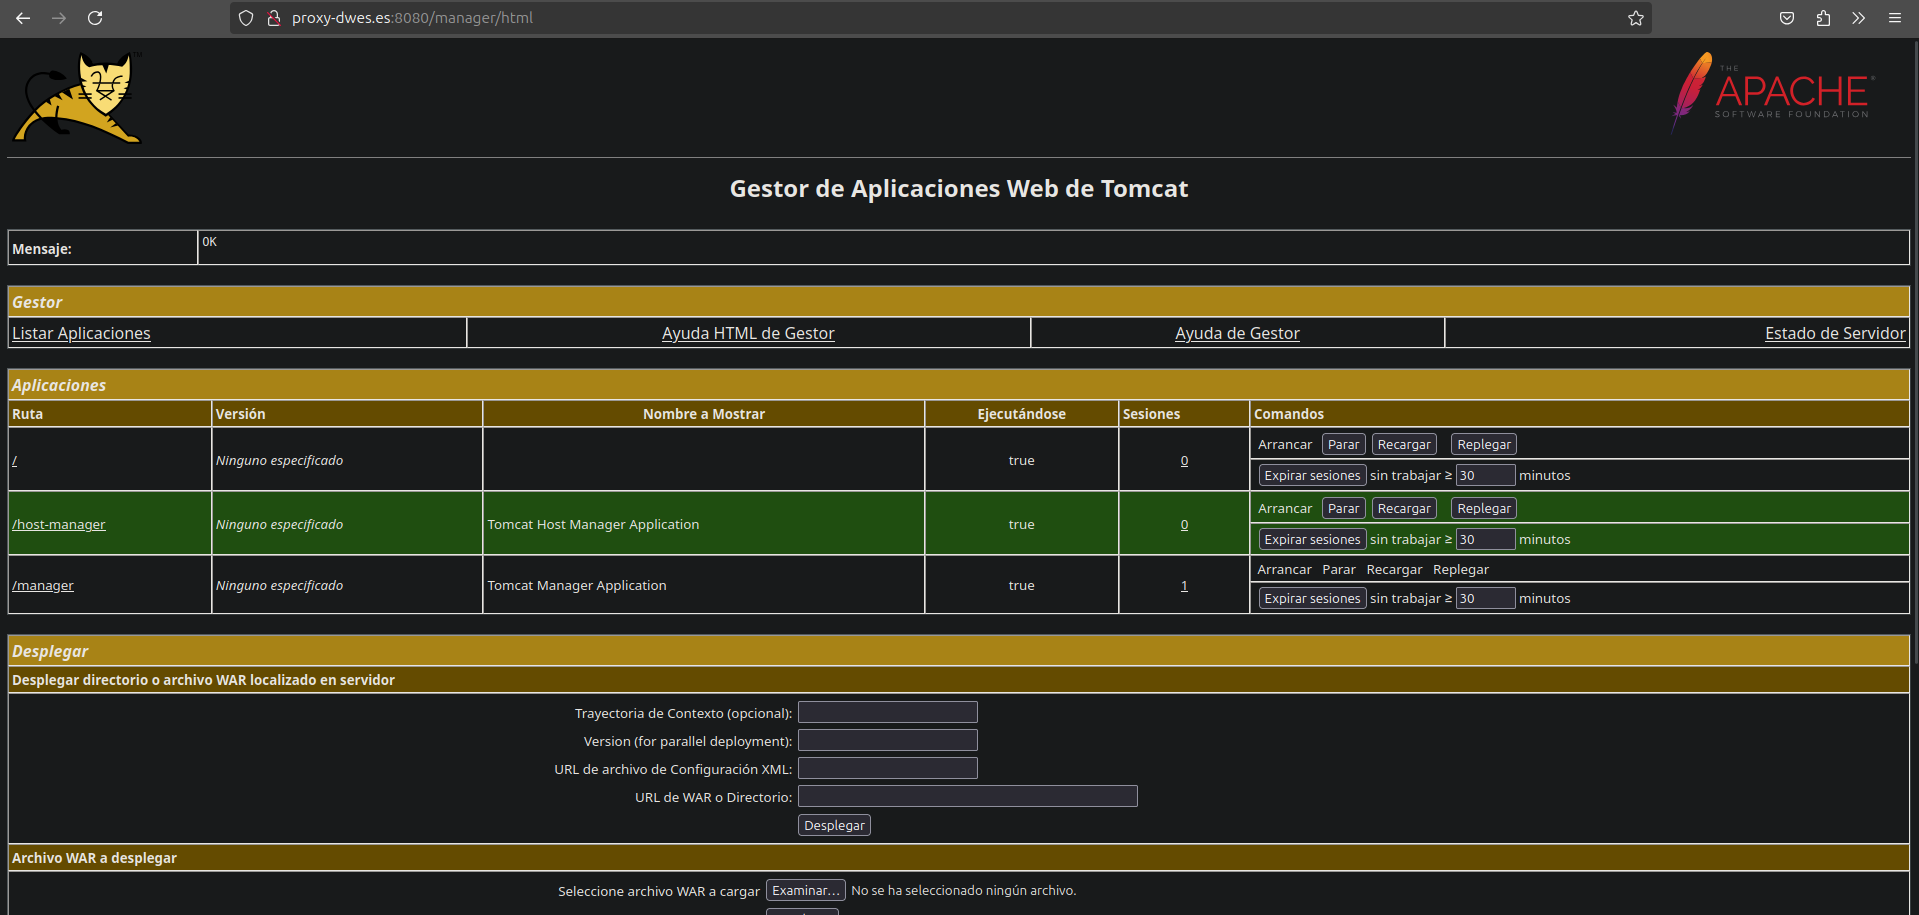 proxy-dwes.es:8080/manager/html
TM
THE
APACHE®
SOFTWARE FOUNDATION
Gestor de Aplicaciones Web de Tomcat
Mensaje: OK
Gestor
Listar Aplicaciones Ayuda HTML de Gestor Ayuda de Gestor Estado de Servidor
Aplicaciones
Ruta Versión Nombre a Mostrar Ejecutándose Sesiones Comandos
/ Ninguno especificado true 0 Arrancar Parar Recargar Replegar
Expirar sesiones sin trabajar ≥ 30 minutos
/host-manager Ninguno especificado Tomcat Host Manager Application true 0 Arrancar Parar Recargar Replegar
Expirar sesiones sin trabajar ≥ 30 minutos
/manager Ninguno especificado Tomcat Manager Application true 1 Arrancar Parar Recargar Replegar
Expirar sesiones sin trabajar ≥ 30 minutos
Desplegar
Desplegar directorio o archivo WAR localizado en servidor
Trayectoria de Contexto (opcional):
Version (for parallel deployment):
URL de archivo de Configuración XML:
URL de WAR o Directorio:
Desplegar
Archivo WAR a desplegar
Seleccione archivo WAR a cargar Examinar... No se ha seleccionado ningún archivo.